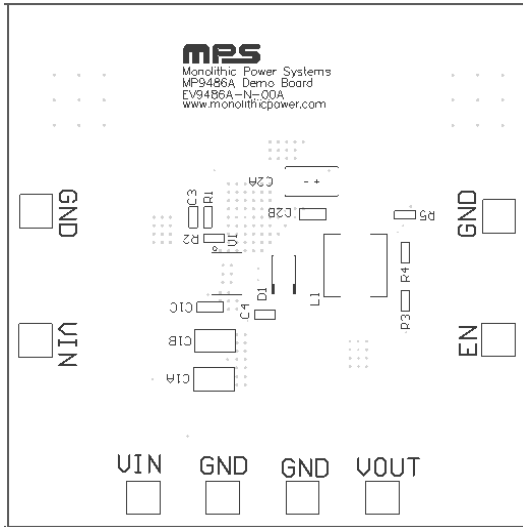 mps
Monolithic Power Systems
MP9486A Demo Board
EV9486A-N-00A
www.monolithicpower.com
C2A
- +
GND
C3
R1
C2B
R5
GND
R2
U1
R4
D1
L1
C1C
C4
R3
VIN
C1B
EN
C1A
VIN
GND
GND
VOUT